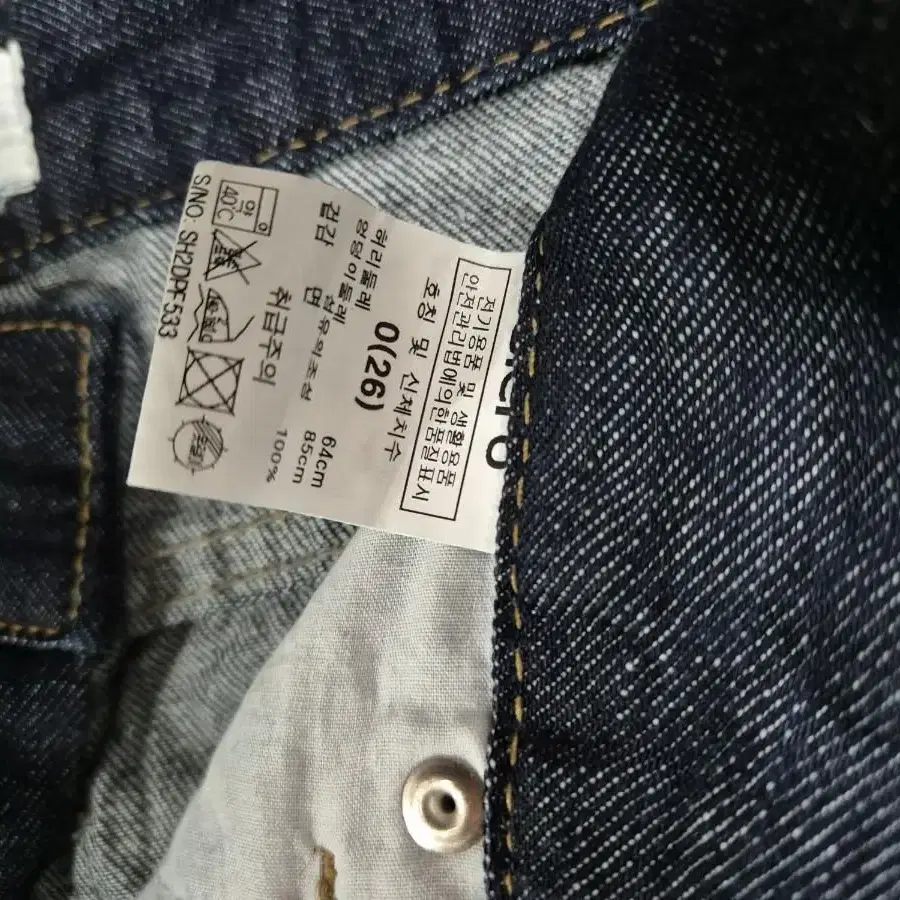 전기용품 및 생활용품
안전관리법에의한품질표시
호칭 및 신체치수
0(26)
허리둘레 64cm
엉덩이둘레 85cm
섬유의조성
겉감 면 100%
취급주의
약
40℃
S/NO: SH2DPF533